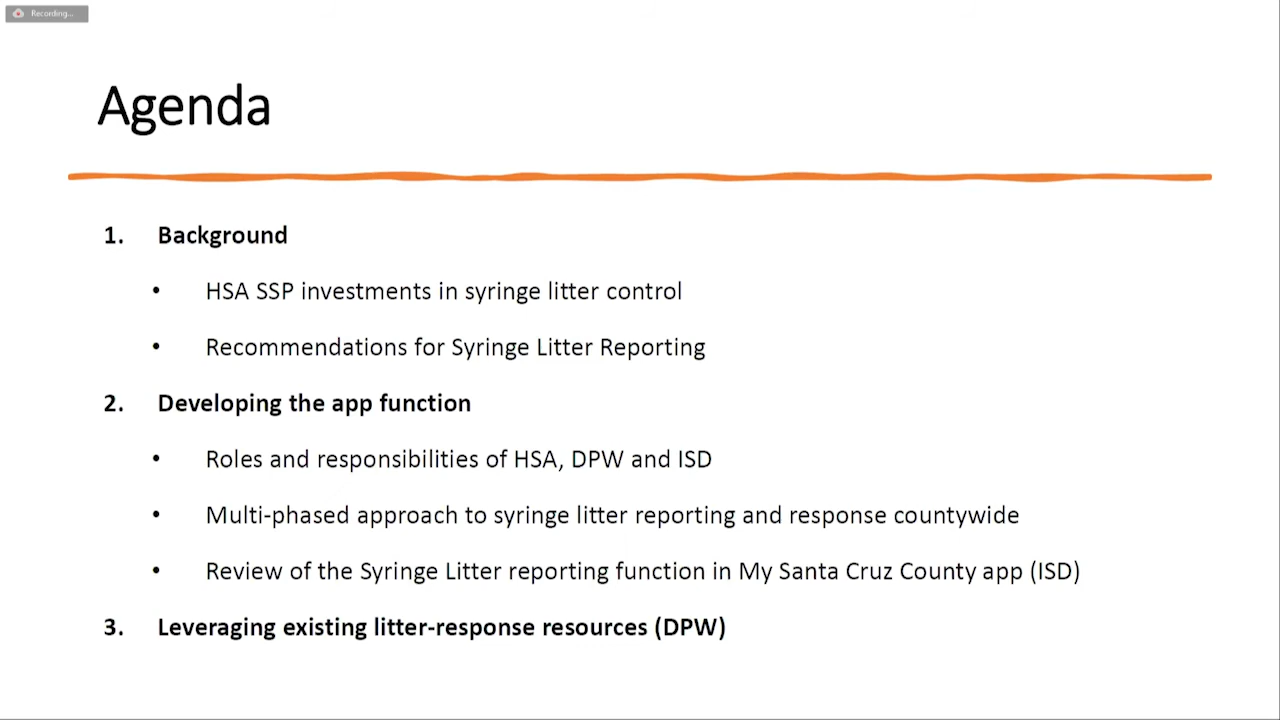 Recording...
Agenda
1. Background
• HSA SSP investments in syringe litter control
• Recommendations for Syringe Litter Reporting
2. Developing the app function
• Roles and responsibilities of HSA, DPW and ISD
• Multi-phased approach to syringe litter reporting and response countywide
• Review of the Syringe Litter reporting function in My Santa Cruz County app (ISD)
3. Leveraging existing litter-response resources (DPW)